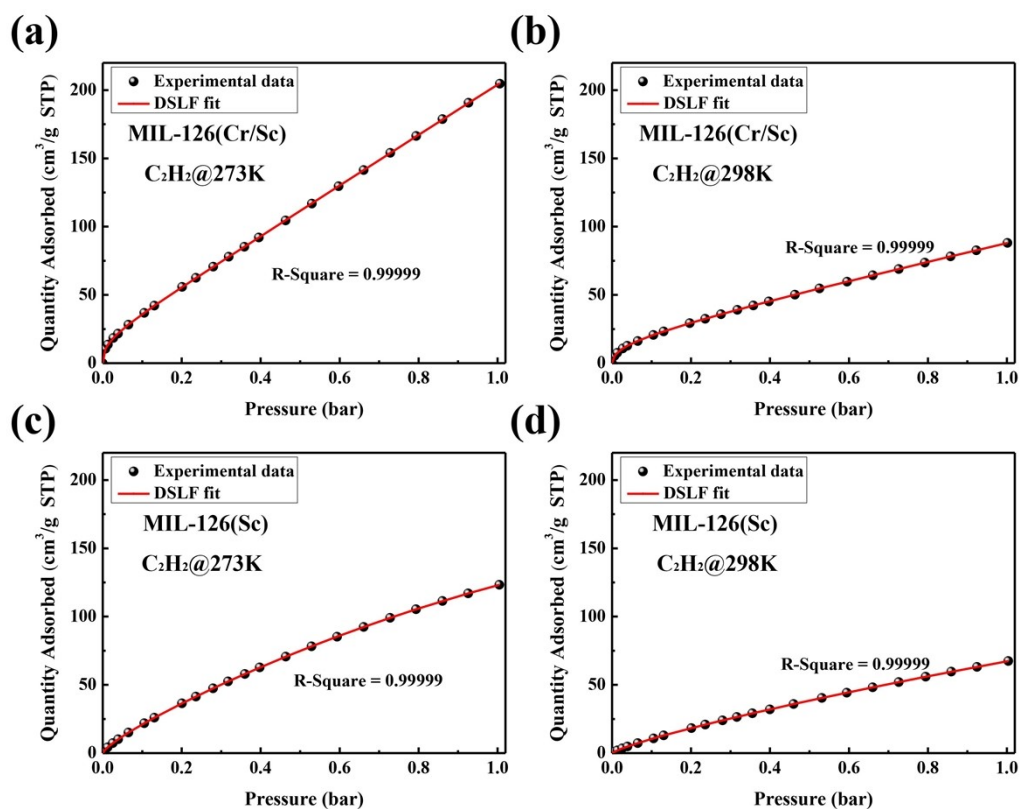 (a)
Experimental data
DSLF fit
MIL-126(Cr/Sc)
C₂H₂@273K
R-Square = 0.99999
Quantity Adsorbed (cm³/g STP)
200
150
100
50
0
0.0 0.2 0.4 0.6 0.8 1.0
Pressure (bar)
(b)
Experimental data
DSLF fit
MIL-126(Cr/Sc)
C₂H₂@298K
R-Square = 0.99999
Quantity Adsorbed (cm³/g STP)
200
150
100
50
0
0.0 0.2 0.4 0.6 0.8 1.0
Pressure (bar)
(c)
Experimental data
DSLF fit
MIL-126(Sc)
C₂H₂@273K
R-Square = 0.99999
Quantity Adsorbed (cm³/g STP)
200
150
100
50
0
0.0 0.2 0.4 0.6 0.8 1.0
Pressure (bar)
(d)
Experimental data
DSLF fit
MIL-126(Sc)
C₂H₂@298K
R-Square = 0.99999
Quantity Adsorbed (cm³/g STP)
200
150
100
50
0
0.0 0.2 0.4 0.6 0.8 1.0
Pressure (bar)